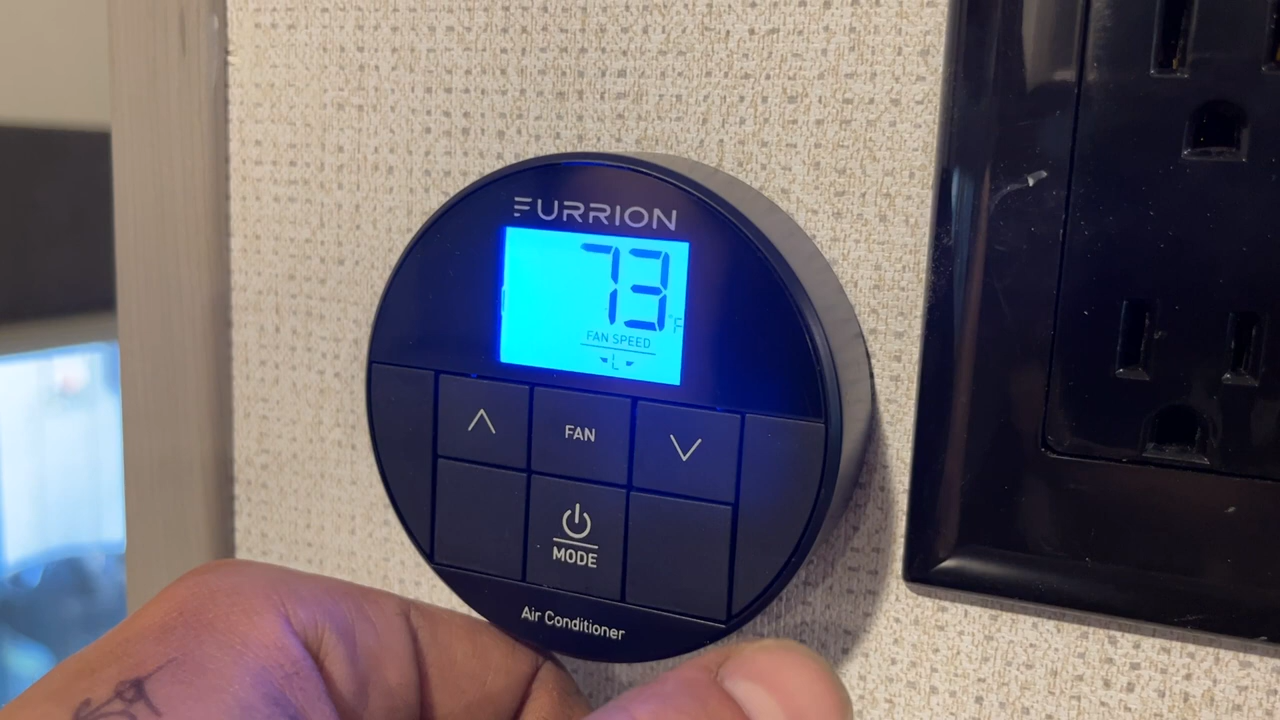 FURRION
73
°F
FAN SPEED
L
FAN
MODE
Air Conditioner